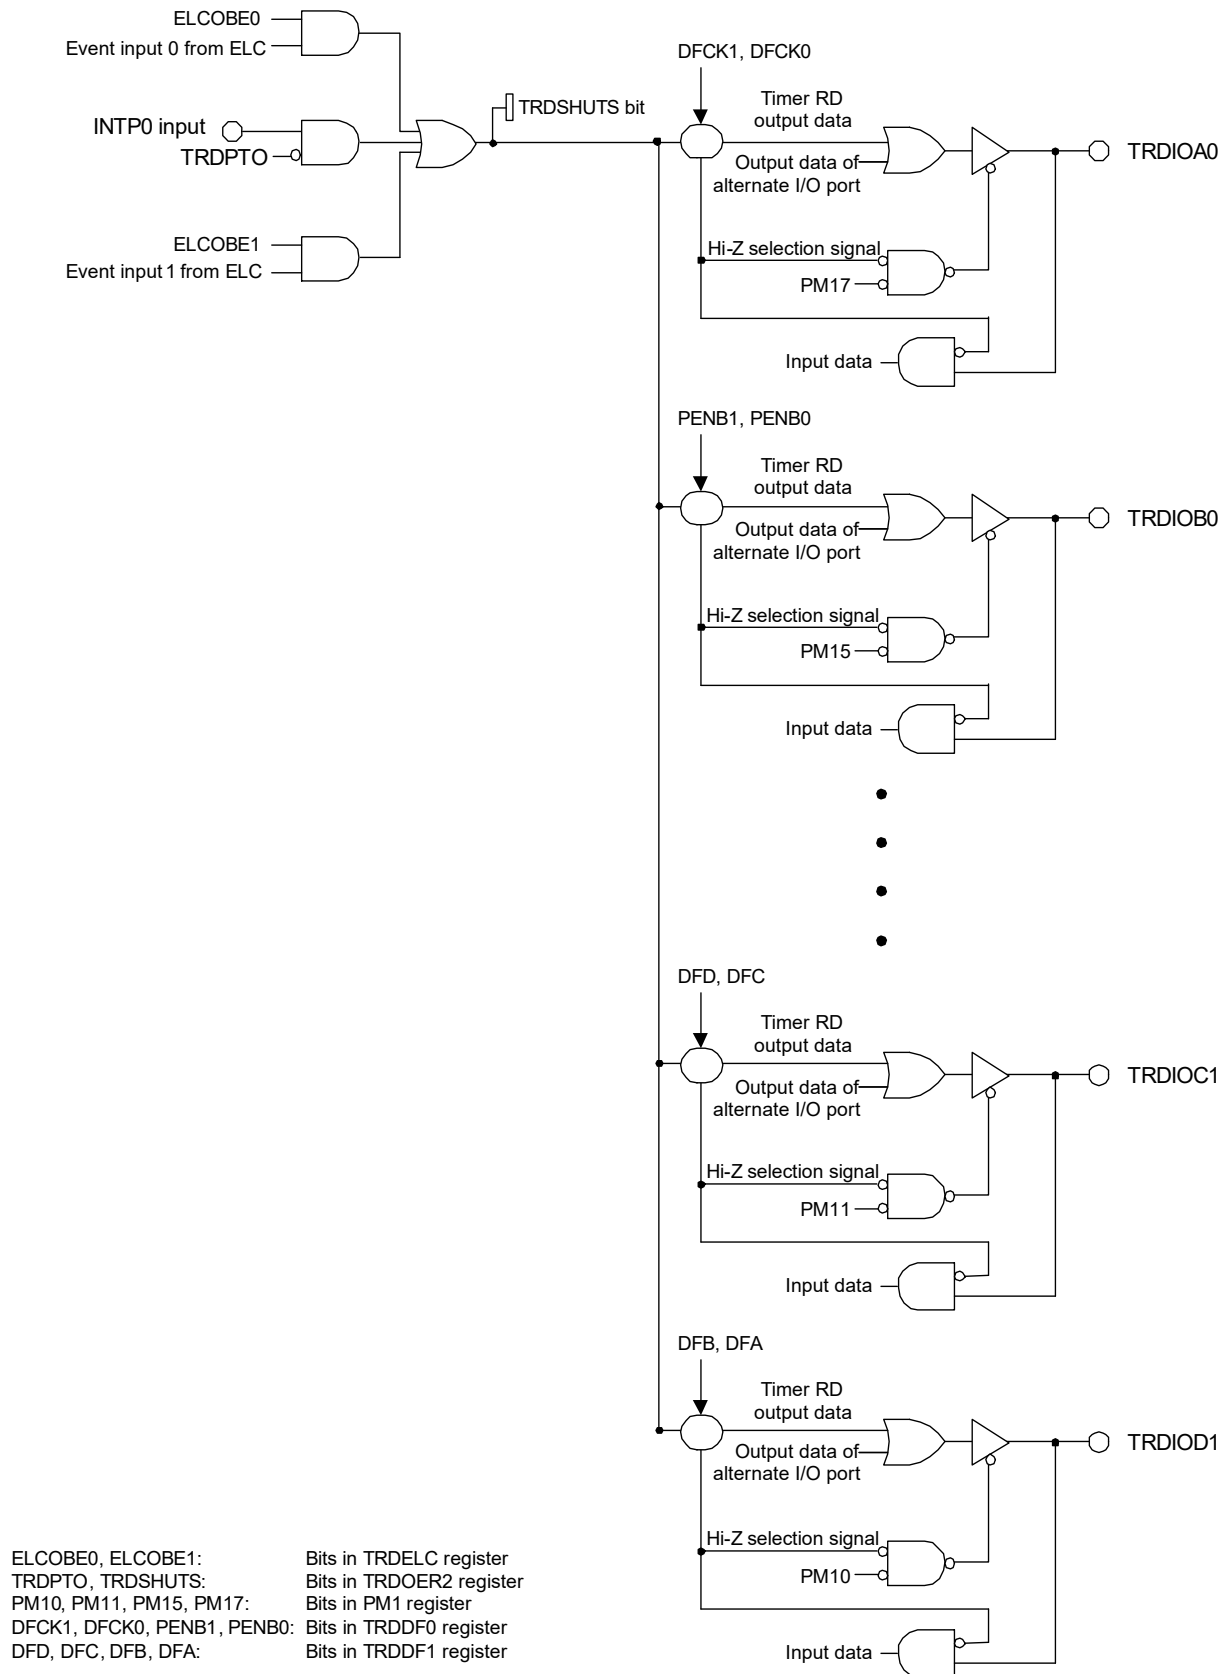 ELCOBE0
Event input 0 from ELC
INTP0 input
TRDPTO
ELCOBE1
Event input 1 from ELC
TRDSHUTS bit
DFCK1, DFCK0
Timer RD
output data
Output data of
alternate I/O port
Hi-Z selection signal
PM17
Input data
TRDIOA0
PENB1, PENB0
Timer RD
output data
Output data of
alternate I/O port
Hi-Z selection signal
PM15
Input data
TRDIOB0
DFD, DFC
Timer RD
output data
Output data of
alternate I/O port
Hi-Z selection signal
PM11
Input data
TRDIOC1
DFB, DFA
Timer RD
output data
Output data of
alternate I/O port
Hi-Z selection signal
PM10
Input data
TRDIOD1
ELCOBE0, ELCOBE1: Bits in TRDELC register
TRDPTO, TRDSHUTS: Bits in TRDOER2 register
PM10, PM11, PM15, PM17: Bits in PM1 register
DFCK1, DFCK0, PENB1, PENB0: Bits in TRDDF0 register
DFD, DFC, DFB, DFA: Bits in TRDDF1 register